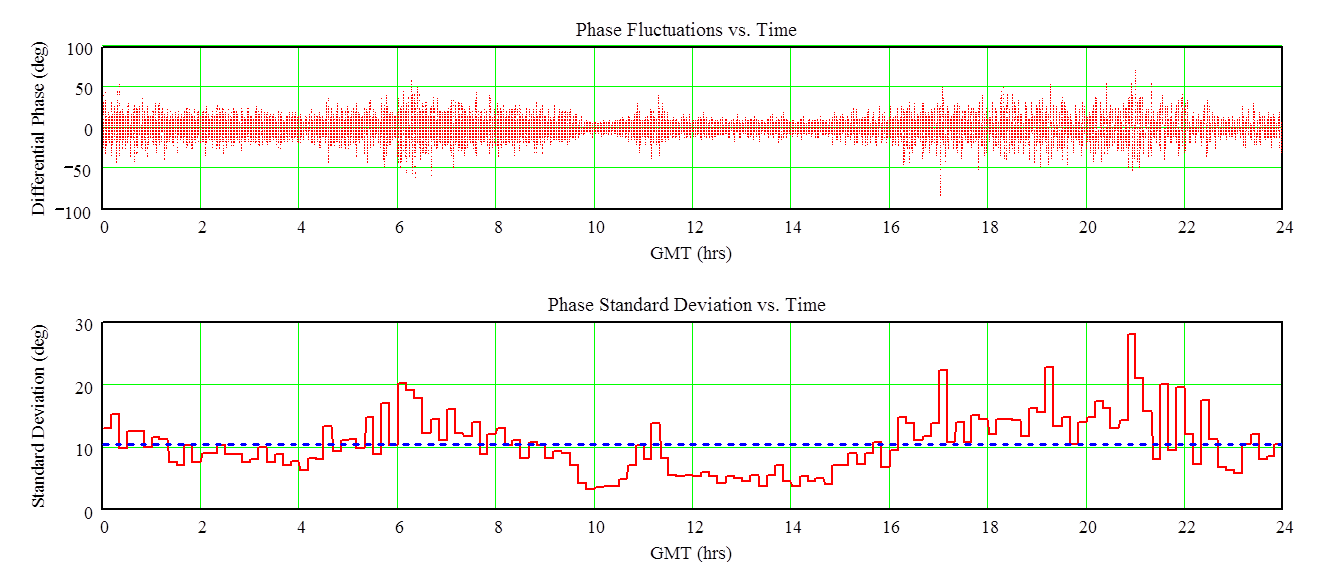 Phase Fluctuations vs. Time
Differential Phase (deg)
100
50
0
−50
−100
0 2 4 6 8 10 12 14 16 18 20 22 24
GMT (hrs)
Phase Standard Deviation vs. Time
Standard Deviation (deg)
30
20
10
0
0 2 4 6 8 10 12 14 16 18 20 22 24
GMT (hrs)